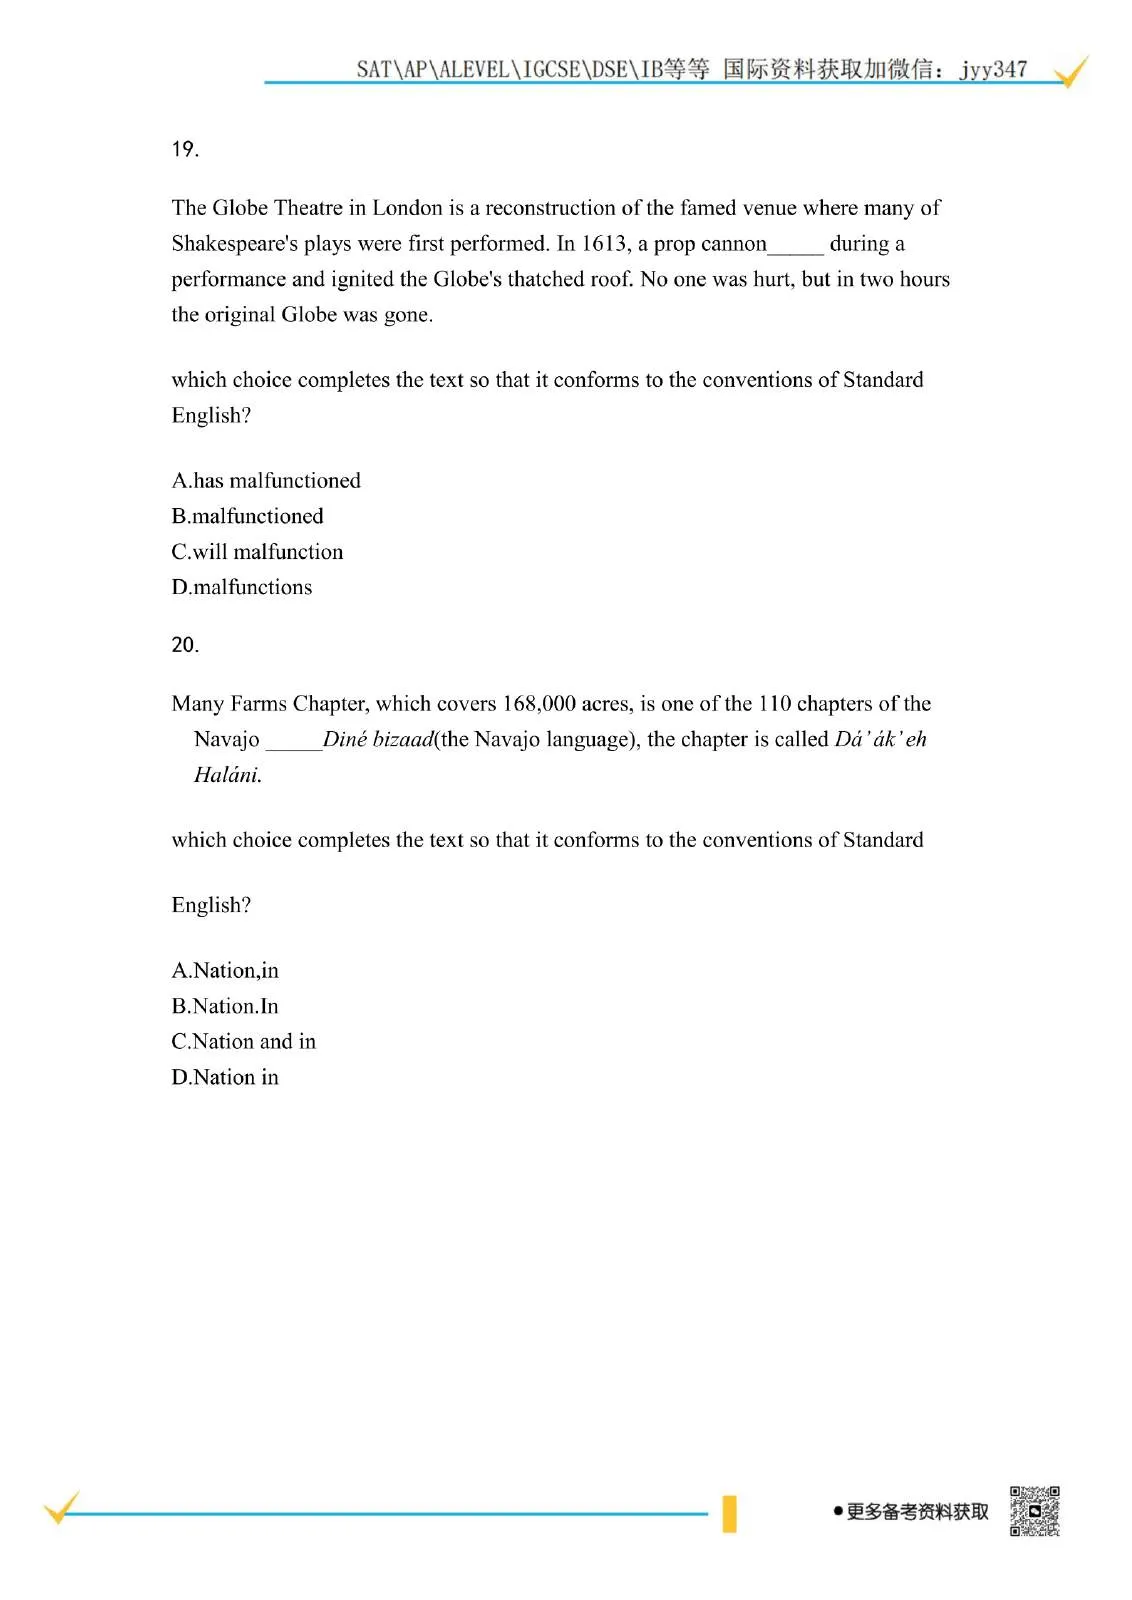 SAT\AP\ALEVEL\IGCSE\DSE\IB等等 国际资料获取加微信：jyy347
19.
The Globe Theatre in London is a reconstruction of the famed venue where many of
Shakespeare's plays were first performed. In 1613, a prop cannon_____ during a
performance and ignited the Globe's thatched roof. No one was hurt, but in two hours
the original Globe was gone.
which choice completes the text so that it conforms to the conventions of Standard
English?
A.has malfunctioned
B.malfunctioned
C.will malfunction
D.malfunctions
20.
Many Farms Chapter, which covers 168,000 acres, is one of the 110 chapters of the
Navajo _____Diné bizaad(the Navajo language), the chapter is called Dá’ák’eh
Haláni.
which choice completes the text so that it conforms to the conventions of Standard
English?
A.Nation,in
B.Nation.In
C.Nation and in
D.Nation in
●更多备考资料获取